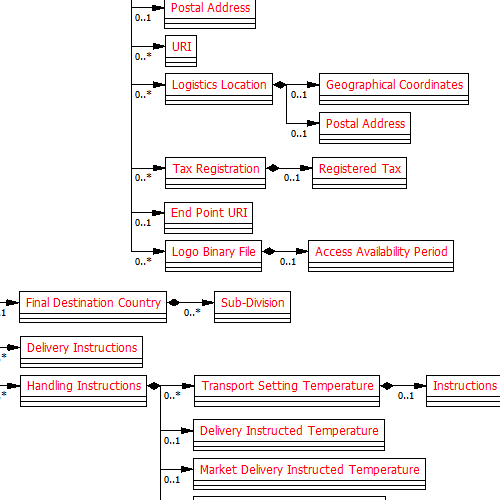 Postal Address
0..1
URI
0..*
Logistics Location
0..*
Geographical Coordinates
0..1
Postal Address
0..1
Tax Registration
0..*
Registered Tax
0..1
End Point URI
0..1
Logo Binary File
0..*
Access Availability Period
0..1
Final Destination Country
.1
Sub-Division
0..*
Delivery Instructions
.*
Handling Instructions
.*
Transport Setting Temperature
0..*
Instructions
0..1
Delivery Instructed Temperature
0..1
Market Delivery Instructed Temperature
0..1